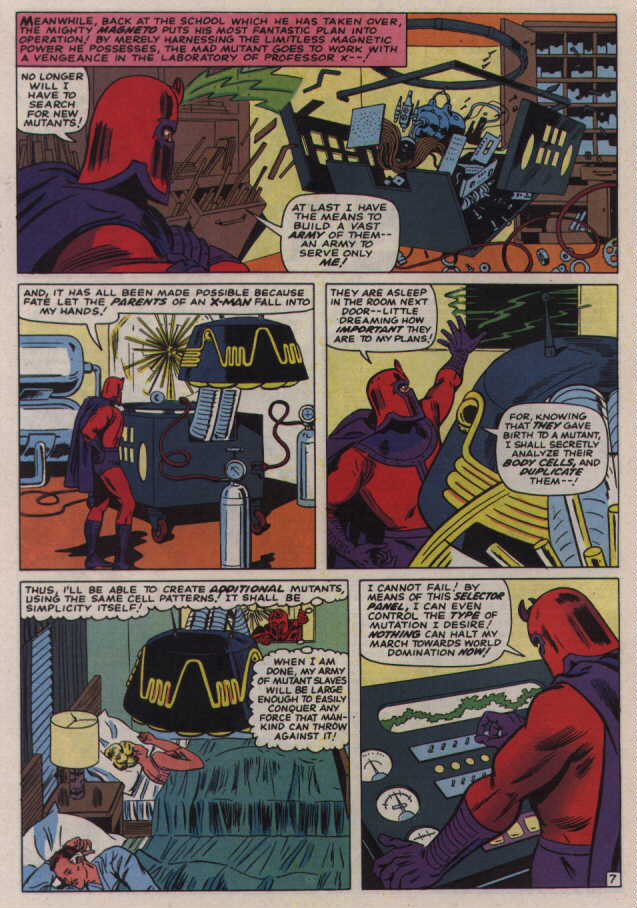 MEANWHILE, BACK AT THE SCHOOL WHICH HE HAS TAKEN OVER,
THE MIGHTY MAGNETO PUTS HIS MOST FANTASTIC PLAN INTO
OPERATION! BY MERELY HARNESSING THE LIMITLESS MAGNETIC
POWER HE POSSESSES, THE MAD MUTANT GOES TO WORK WITH
A VENGEANCE IN THE LABORATORY OF PROFESSOR X--!
NO LONGER
WILL I
HAVE TO
SEARCH
FOR NEW
MUTANTS!
AT LAST I HAVE
THE MEANS TO
BUILD A VAST
ARMY OF THEM--
AN ARMY TO
SERVE ONLY
ME!
AND, IT HAS ALL BEEN MADE POSSIBLE BECAUSE
FATE LET THE PARENTS OF AN X-MAN FALL INTO
MY HANDS!
THEY ARE ASLEEP
IN THE ROOM NEXT
DOOR--LITTLE
DREAMING HOW
IMPORTANT THEY
ARE TO MY PLANS!
FOR, KNOWING
THAT THEY GAVE
BIRTH TO A MUTANT,
I SHALL SECRETLY
ANALYZE THEIR
BODY CELLS, AND
DUPLICATE
THEM--!
THUS, I'LL BE ABLE TO CREATE ADDITIONAL MUTANTS,
USING THE SAME CELL PATTERNS! IT SHALL BE
SIMPLICITY ITSELF!
WHEN I AM
DONE, MY ARMY
OF MUTANT SLAVES
WILL BE LARGE
ENOUGH TO EASILY
CONQUER ANY
FORCE THAT MAN-
KIND CAN THROW
AGAINST IT!
I CANNOT FAIL! BY
MEANS OF THIS SELECTOR
PANEL, I CAN EVEN
CONTROL THE TYPE OF
MUTATION I DESIRE!
NOTHING CAN HALT MY
MARCH TOWARDS WORLD
DOMINATION NOW!
7